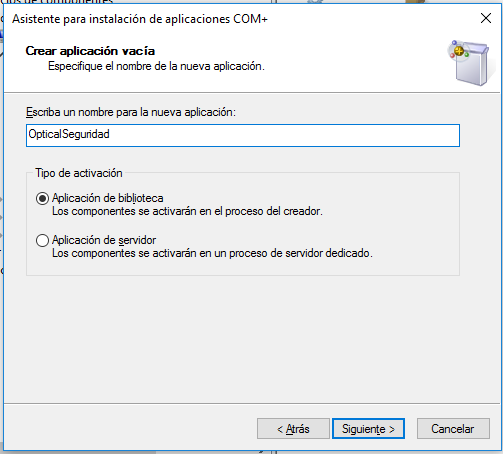 Asistente para instalación de aplicaciones COM+
Crear aplicación vacía
Especifique el nombre de la nueva aplicación.
Escriba un nombre para la nueva aplicación:
OpticalSeguridad
Tipo de activación
Aplicación de biblioteca
Los componentes se activarán en el proceso del creador.
Aplicación de servidor
Los componentes se activarán en un proceso de servidor dedicado.
< Atrás
Siguiente >
Cancelar